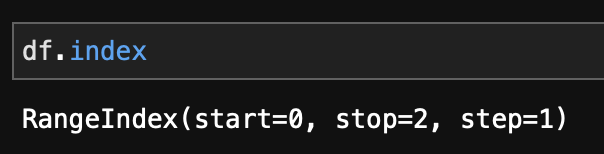 df.index
RangeIndex(start=0, stop=2, step=1)